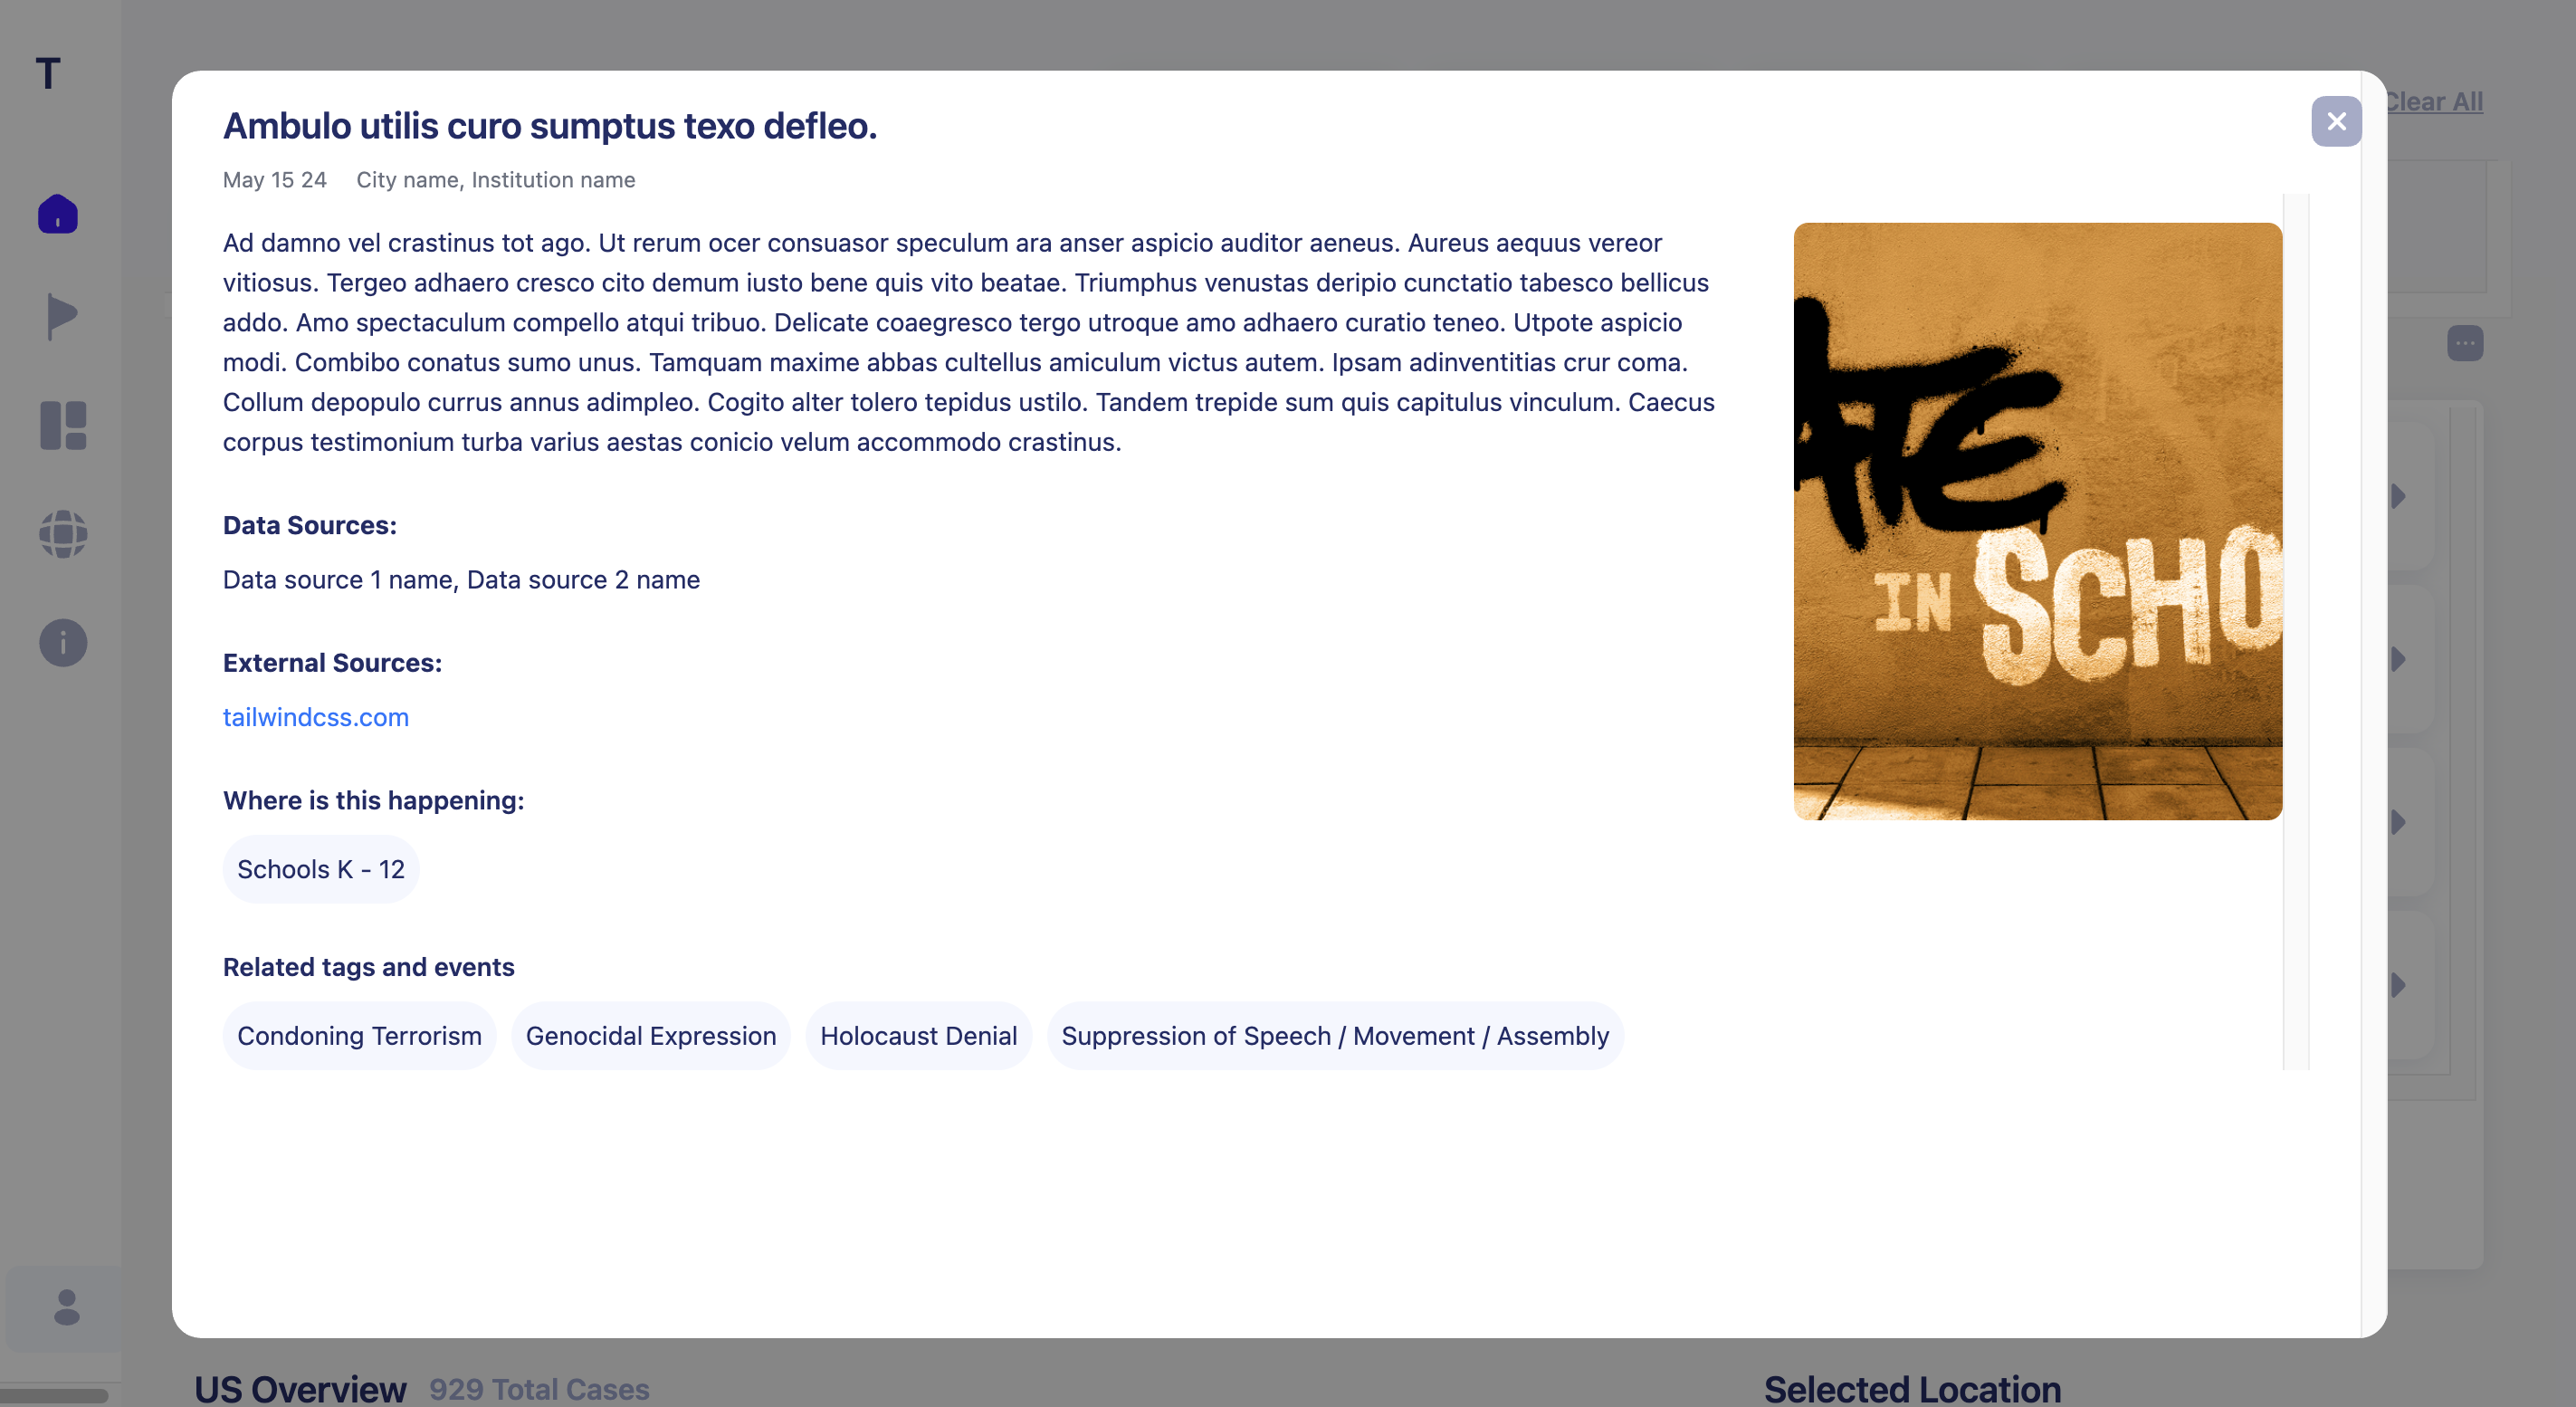 T
Clear All
Ambulo utilis curo sumptus texo defleo.
May 15 24 City name, Institution name
Ad damno vel crastinus tot ago. Ut rerum ocer consuasor speculum ara anser aspicio auditor aeneus. Aureus aequus vereor
vitiosus. Tergeo adhaero cresco cito demum iusto bene quis vito beatae. Triumphus venustas deripio cunctatio tabesco bellicus
addo. Amo spectaculum compello atqui tribuo. Delicate coaegresco tergo utroque amo adhaero curatio teneo. Utpote aspicio
modi. Combibo conatus sumo unus. Tamquam maxime abbas cultellus amiculum victus autem. Ipsam adinventitias crur coma.
Collum depopulo currus annus adimpleo. Cogito alter tolero tepidus ustilo. Tandem trepide sum quis capitulus vinculum. Caecus
corpus testimonium turba varius aestas conicio velum accommodo crastinus.
ATE
IN SCHO
Data Sources:
Data source 1 name, Data source 2 name
External Sources:
tailwindcss.com
Where is this happening:
Schools K - 12
Related tags and events
Condoning Terrorism
Genocidal Expression
Holocaust Denial
Suppression of Speech / Movement / Assembly
US Overview 929 Total Cases
Selected Location